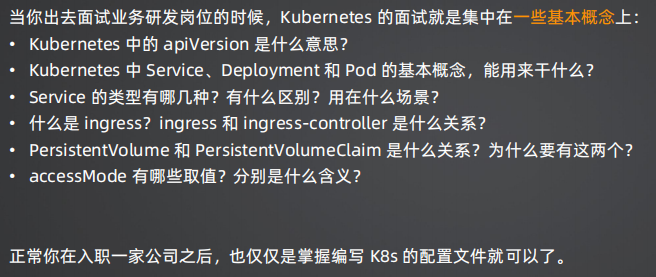 当你出去面试业务研发岗位的时候，Kubernetes 的面试就是集中在一些基本概念上：
• Kubernetes 中的 apiVersion 是什么意思？
• Kubernetes 中 Service、Deployment 和 Pod 的基本概念，能用来干什么？
• Service 的类型有哪几种？有什么区别？用在什么场景？
• 什么是 ingress？ingress 和 ingress-controller 是什么关系？
• PersistentVolume 和 PersistentVolumeClaim 是什么关系？为什么要有这两个？
• accessMode 有哪些取值？分别是什么含义？
正常你在入职一家公司之后，也仅仅是掌握编写 K8s 的配置文件就可以了。